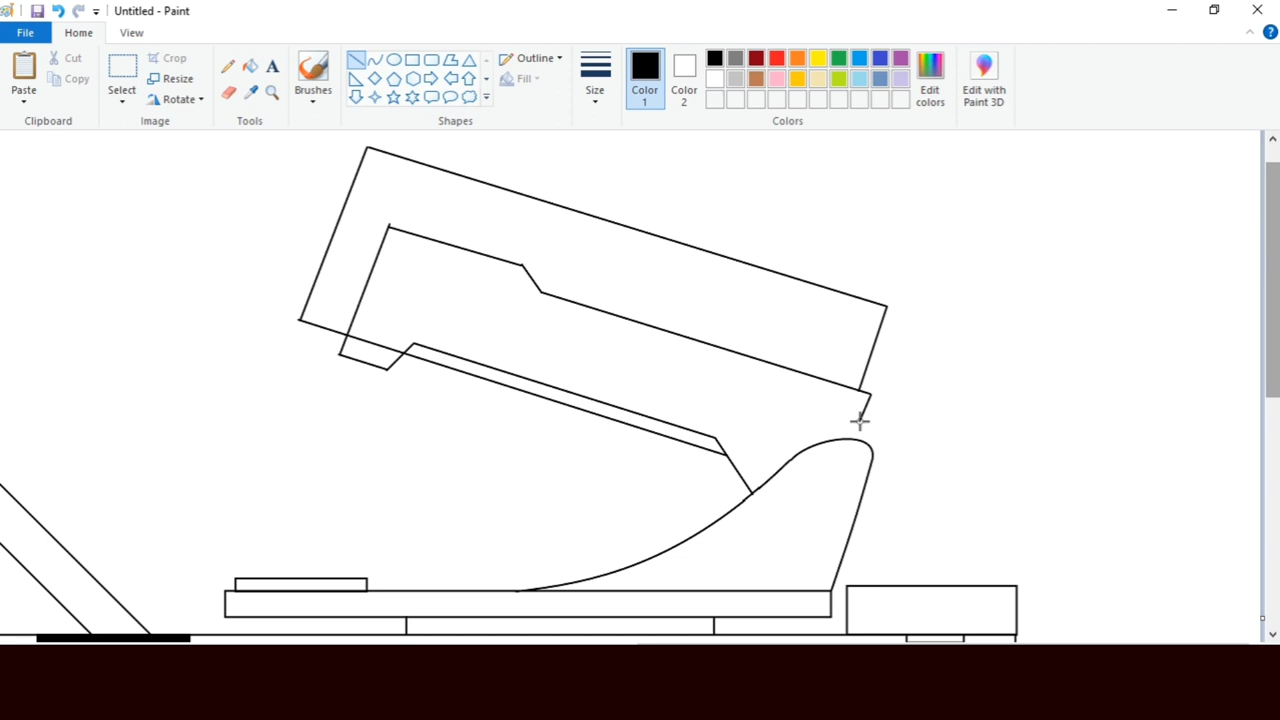 Untitled - Paint
File Home View
Paste
Cut
Copy
Clipboard
Select
Crop
Resize
Rotate
Image
A
Tools
Brushes
Outline
Fill
Shapes
Size
Color 1
Color 2
Edit colors
Colors
Edit with Paint 3D
?